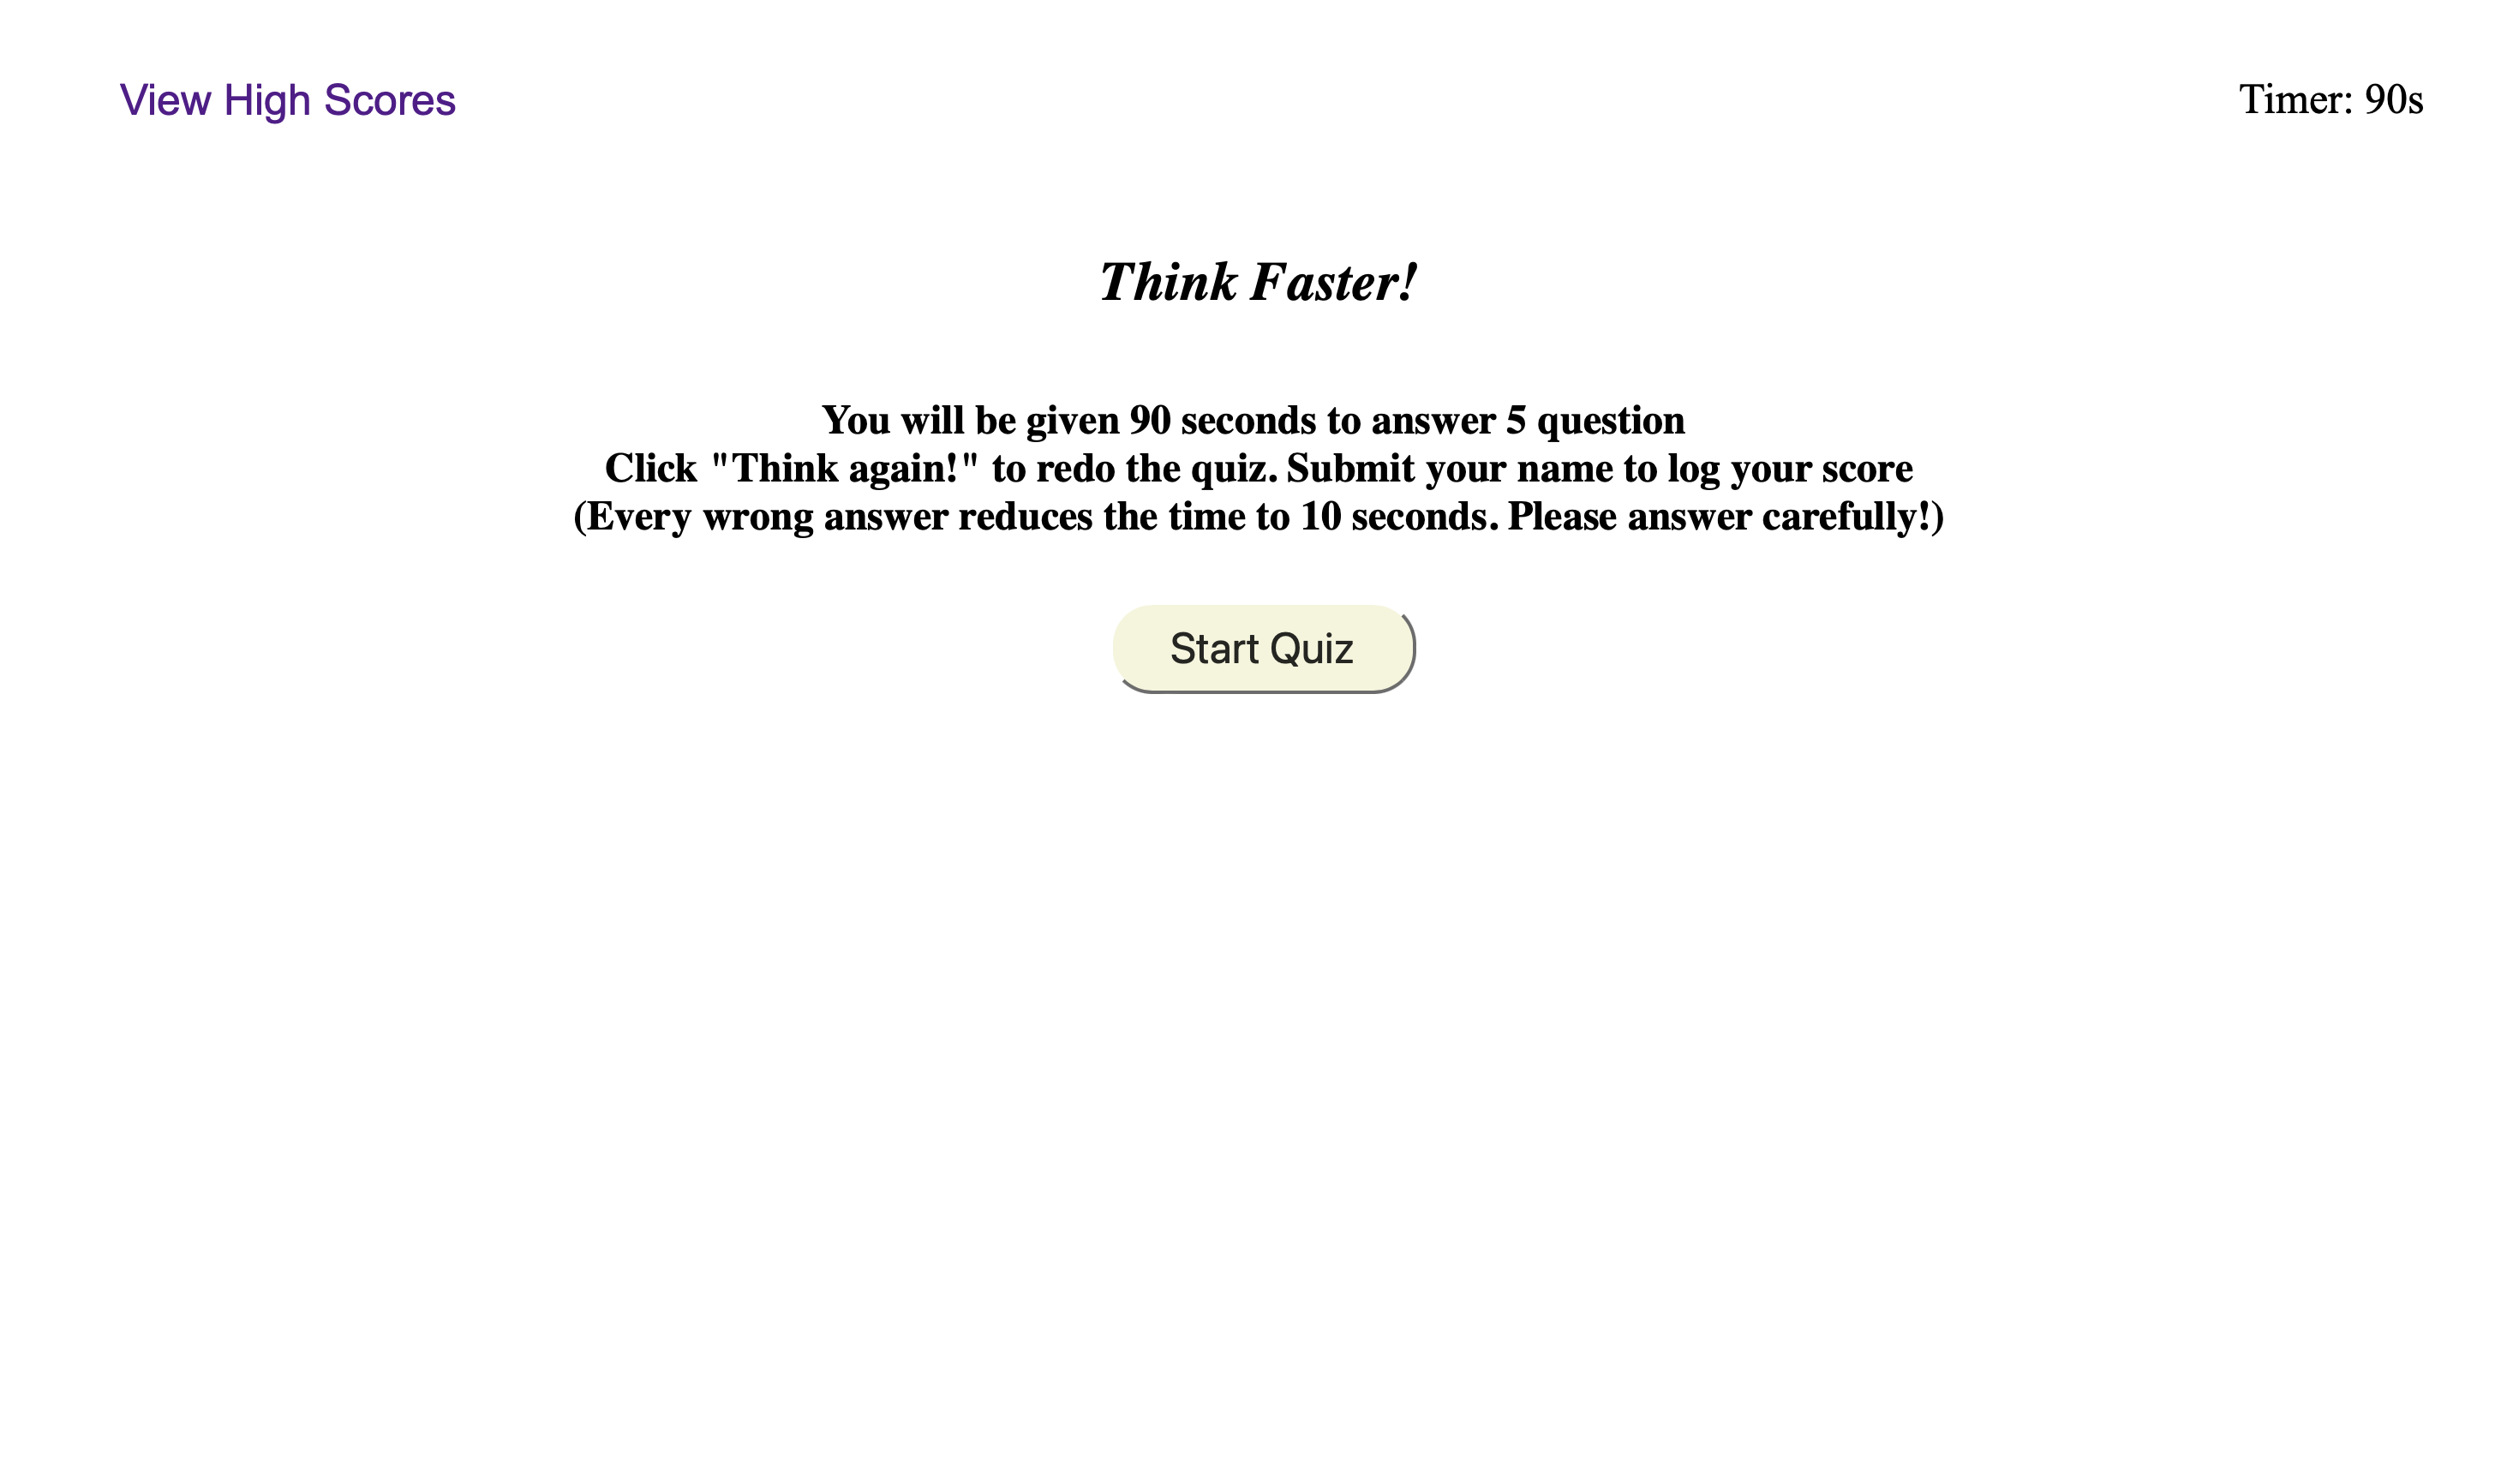 View High Scores
Timer: 90s
Think Faster!
You will be given 90 seconds to answer 5 question
Click "Think again!" to redo the quiz. Submit your name to log your score
(Every wrong answer reduces the time to 10 seconds. Please answer carefully!)
Start Quiz